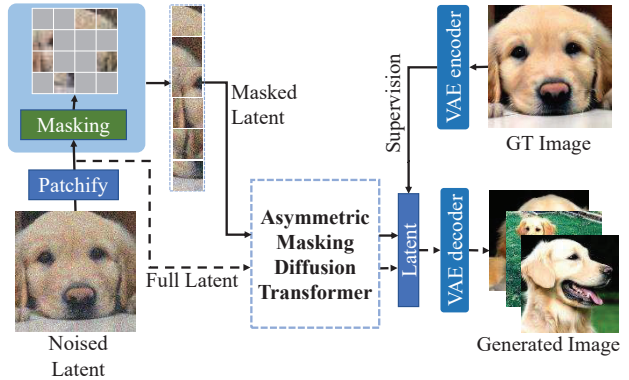 Masking
Patchify
Noised
Latent
Masked
Latent
Full Latent
Asymmetric
Masking
Diffusion
Transformer
Supervision
Latent
VAE encoder
GT Image
VAE decoder
Generated Image